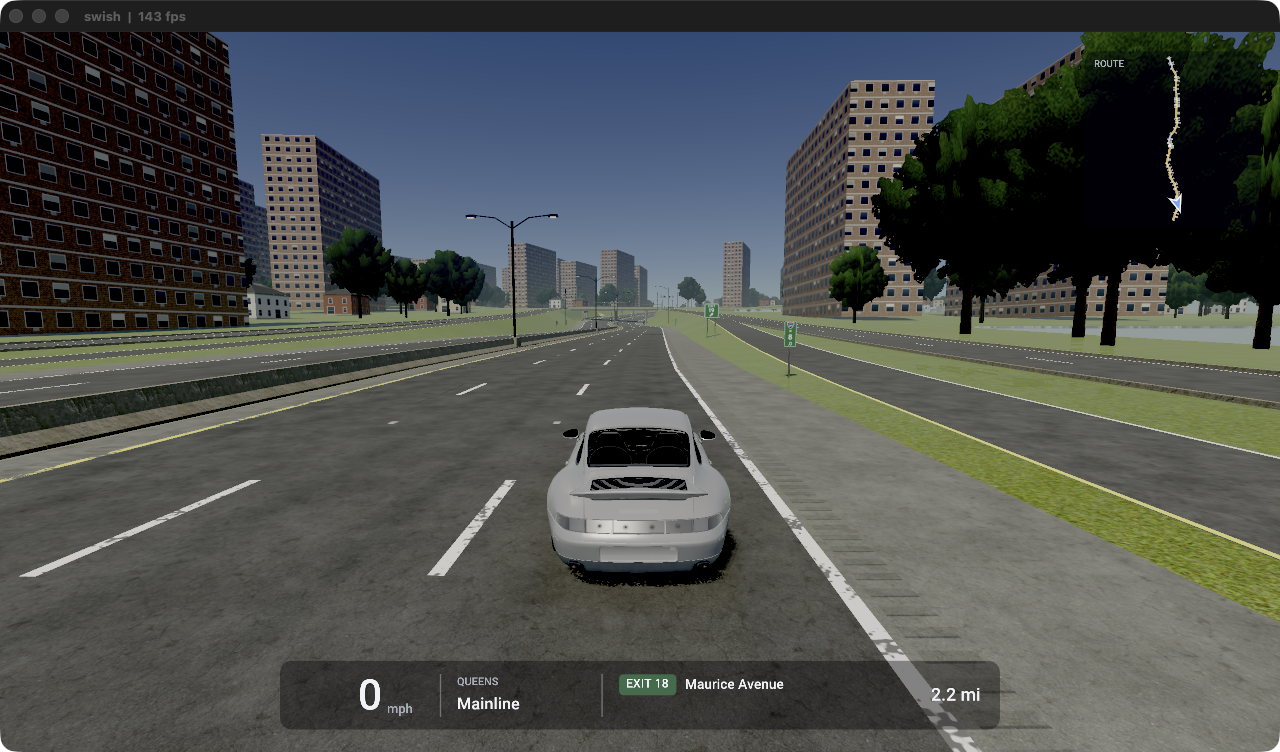 swish | 143 fps
ROUTE
0 mph
QUEENS
Mainline
EXIT 18 Maurice Avenue
2.2 mi